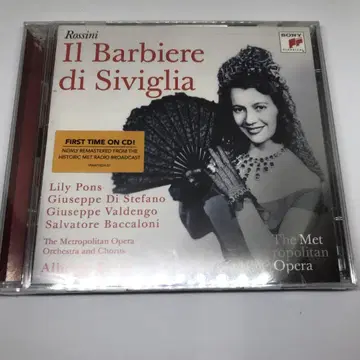 Rossini
SONY
Il Barbiere
di Siviglia
FIRST TIME ON CD!
NEWLY REMASTERED FROM THE
HISTORIC MET RADIO BROADCAST
Lily Pons
Giuseppe Di Stefano
Giuseppe Valdengo
Salvatore Baccaloni
The Metropolitan Opera
Orchestra and Chorus
The Met
ropolitan
Opera